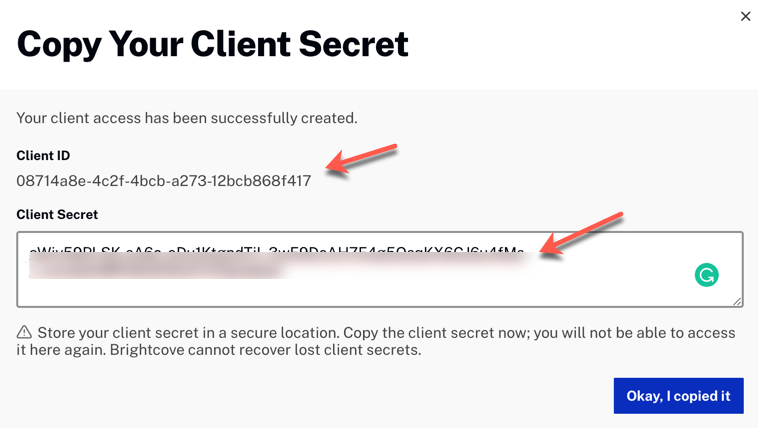 Copy Your Client Secret
Your client access has been successfully created.
Client ID
08714a8e-4c2f-4bcb-a273-12bcb868f417
Client Secret
Store your client secret in a secure location. Copy the client secret now; you will not be able to access
it here again. Brightcove cannot recover lost client secrets.
Okay, I copied it